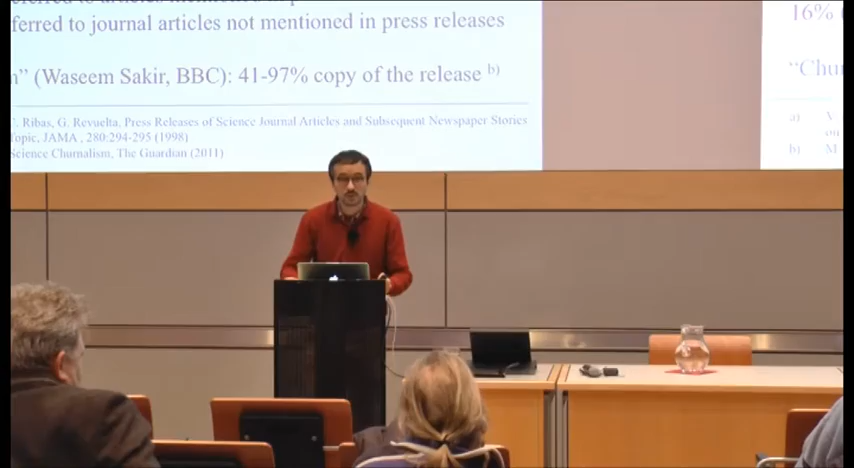 ferred to journal articles not mentioned in press releases
" (Waseem Sakir, BBC): 41-97% copy of the release b)
. Ribas, G. Revuelta, Press Releases of Science Journal Articles and Subsequent Newspaper Stories
opic, JAMA, 280:294-295 (1998)
Science Churnalism, The Guardian (2011)
16%
"Chu
a)
on
b) M